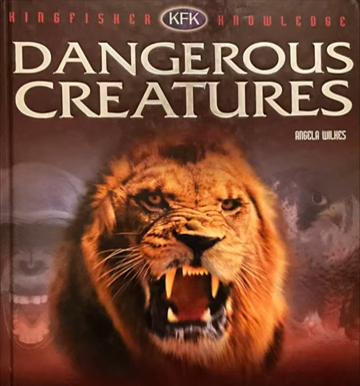 KINGFISHER KFK KNOWLEDGE
DANGEROUS
CREATURES
ANGELA WILKES